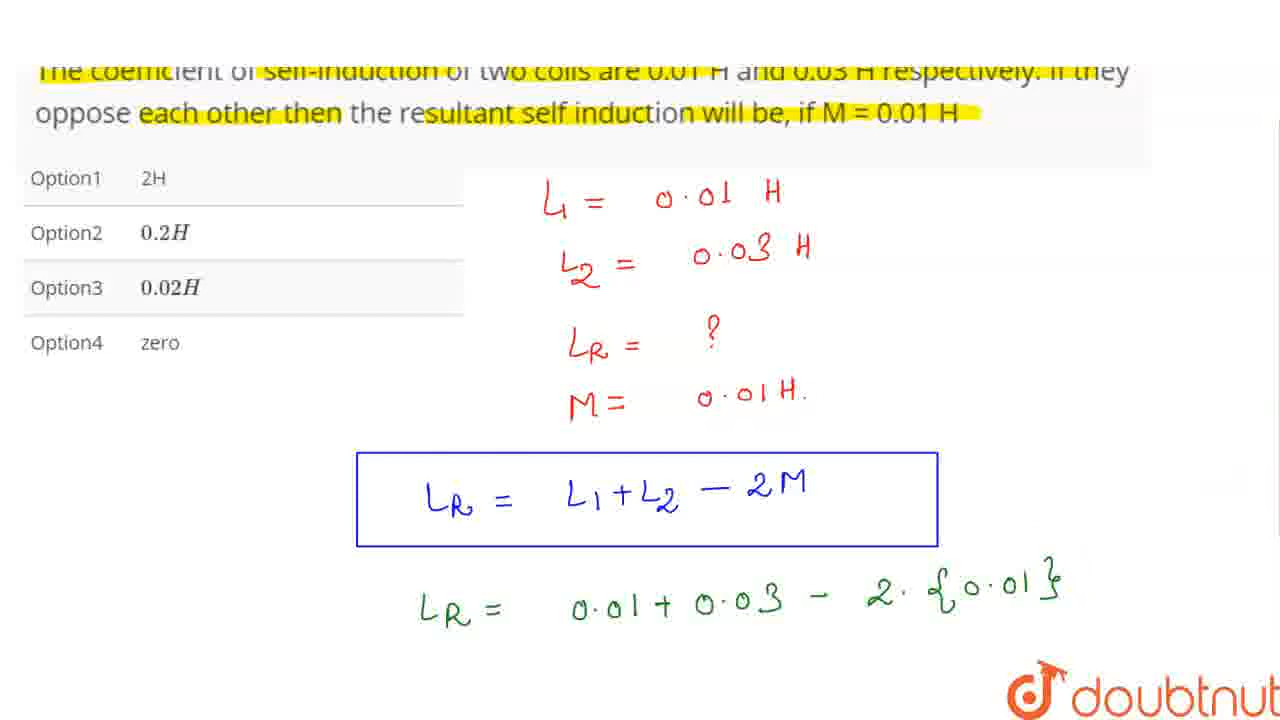 The coefficient of self-induction of two coils are 0.01 H and 0.03 H respectively. If they
oppose each other then the resultant self induction will be, if M = 0.01 H
Option1 2H
Option2 0.2H
Option3 0.02H
Option4 zero
L1 = 0.01 H
L2 = 0.03 H
LR = ?
M = 0.01 H.
LR = L1 + L2 - 2M
LR = 0.01 + 0.03 - 2. {0.01}
doubtnut